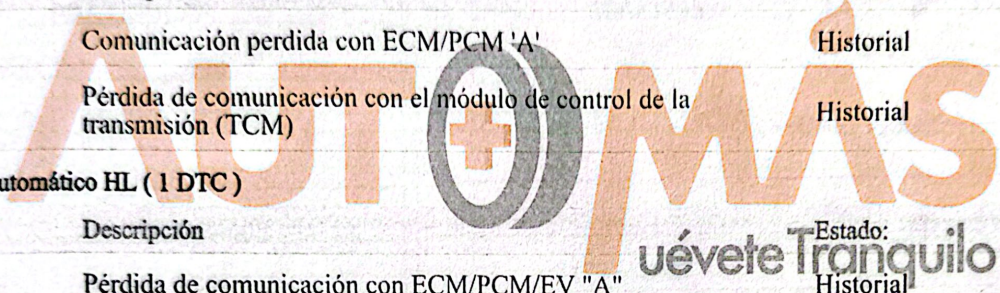 Comunicación perdida con ECM/PCM 'A' Historial
Pérdida de comunicación con el módulo de control de la
transmisión (TCM) Historial
utomático HL ( 1 DTC )
Descripción Estado:
Pérdida de comunicación con ECM/PCM/EV "A" Historial
AUTOMÁS
uévete Tranquilo